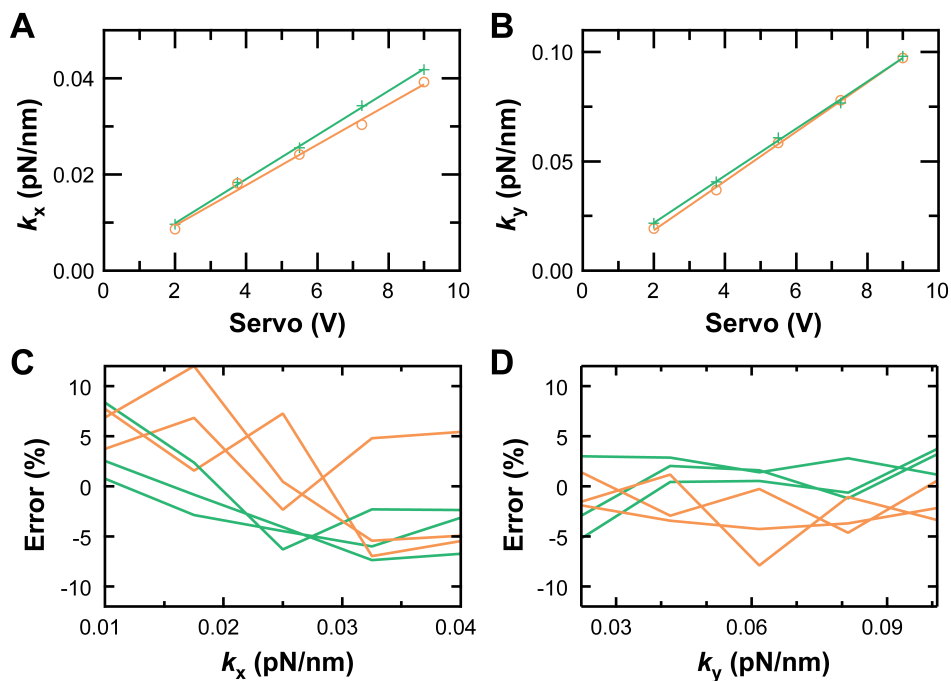 A
0.04
0.02
0.00
kx (pN/nm)
0 2 4 6 8 10
Servo (V)
B
0.10
0.05
0.00
ky (pN/nm)
0 2 4 6 8 10
Servo (V)
C
10
5
0
-5
-10
Error (%)
0.01 0.02 0.03 0.04
kx (pN/nm)
D
10
5
0
-5
-10
Error (%)
0.03 0.06 0.09
ky (pN/nm)